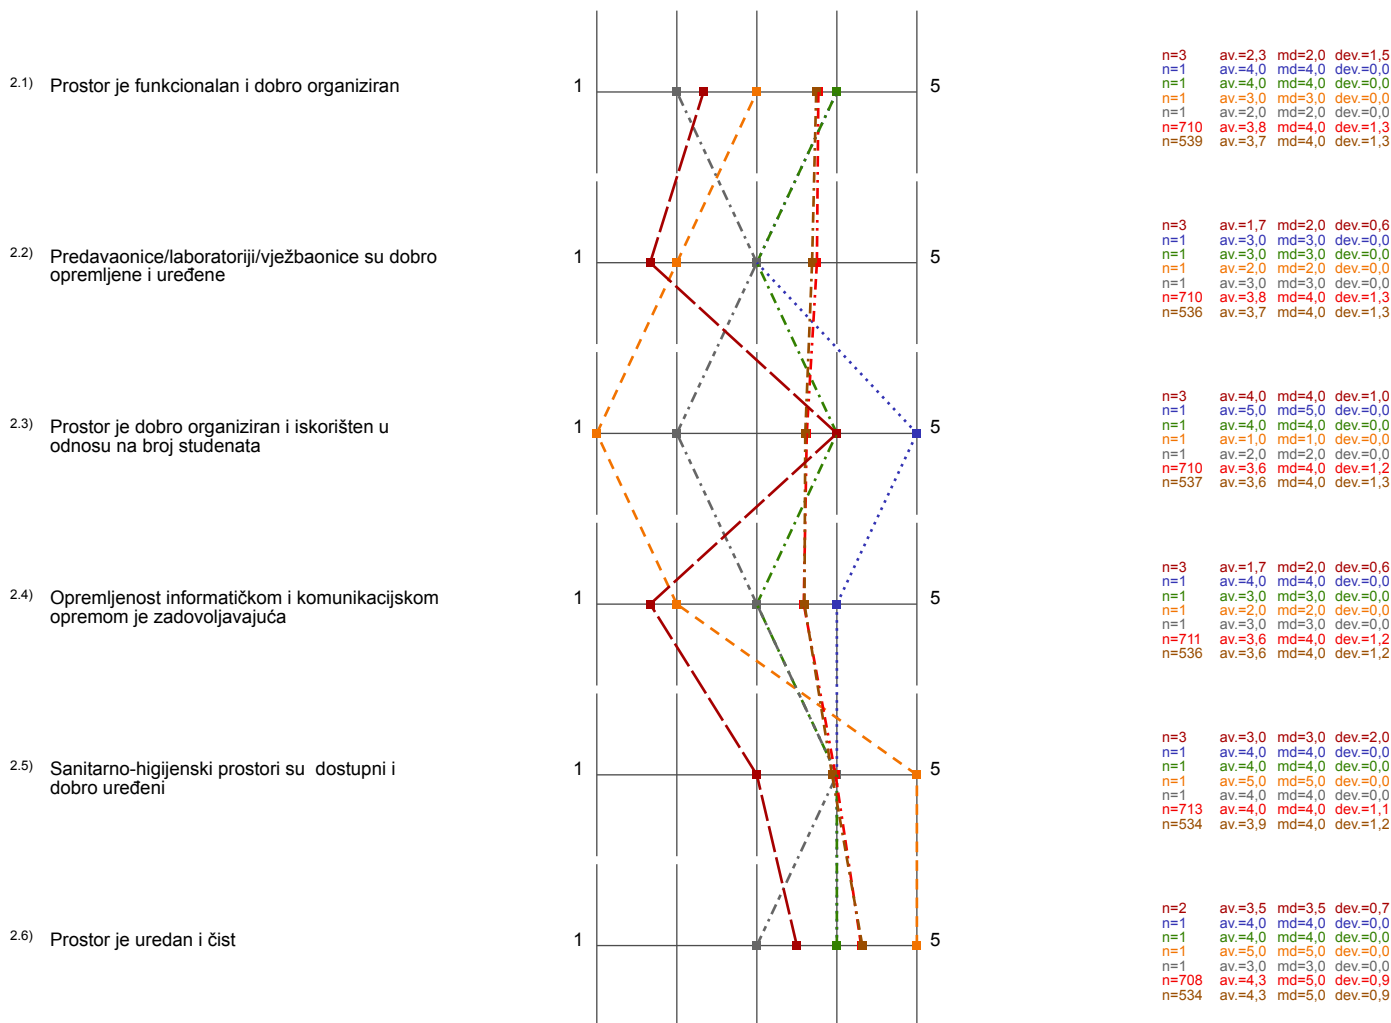 2.1) Prostor je funkcionalan i dobro organiziran
1
5
n=3 av.=2,3 md=2,0 dev.=1,5
n=1 av.=4,0 md=4,0 dev.=0,0
n=1 av.=4,0 md=4,0 dev.=0,0
n=1 av.=3,0 md=3,0 dev.=0,0
n=1 av.=2,0 md=2,0 dev.=0,0
n=710 av.=3,8 md=4,0 dev.=1,3
n=539 av.=3,7 md=4,0 dev.=1,3
2.2) Predavaonice/laboratoriji/vježbaonice su dobro
opremljene i uređene
1
5
n=3 av.=1,7 md=2,0 dev.=0,6
n=1 av.=3,0 md=3,0 dev.=0,0
n=1 av.=3,0 md=3,0 dev.=0,0
n=1 av.=2,0 md=2,0 dev.=0,0
n=1 av.=3,0 md=3,0 dev.=0,0
n=710 av.=3,8 md=4,0 dev.=1,3
n=536 av.=3,7 md=4,0 dev.=1,3
2.3) Prostor je dobro organiziran i iskorišten u
odnosu na broj studenata
1
5
n=3 av.=4,0 md=4,0 dev.=1,0
n=1 av.=5,0 md=5,0 dev.=0,0
n=1 av.=4,0 md=4,0 dev.=0,0
n=1 av.=1,0 md=1,0 dev.=0,0
n=1 av.=2,0 md=2,0 dev.=0,0
n=710 av.=3,6 md=4,0 dev.=1,2
n=537 av.=3,6 md=4,0 dev.=1,3
2.4) Opremljenost informatičkom i komunikacijskom
opremom je zadovoljavajuća
1
5
n=3 av.=1,7 md=2,0 dev.=0,6
n=1 av.=4,0 md=4,0 dev.=0,0
n=1 av.=3,0 md=3,0 dev.=0,0
n=1 av.=2,0 md=2,0 dev.=0,0
n=1 av.=3,0 md=3,0 dev.=0,0
n=711 av.=3,6 md=4,0 dev.=1,2
n=536 av.=3,6 md=4,0 dev.=1,2
2.5) Sanitarno-higijenski prostori su  dostupni i
dobro uređeni
1
5
n=3 av.=3,0 md=3,0 dev.=2,0
n=1 av.=4,0 md=4,0 dev.=0,0
n=1 av.=4,0 md=4,0 dev.=0,0
n=1 av.=5,0 md=5,0 dev.=0,0
n=1 av.=4,0 md=4,0 dev.=0,0
n=713 av.=4,0 md=4,0 dev.=1,1
n=534 av.=3,9 md=4,0 dev.=1,2
2.6) Prostor je uredan i čist
1
5
n=2 av.=3,5 md=3,5 dev.=0,7
n=1 av.=4,0 md=4,0 dev.=0,0
n=1 av.=4,0 md=4,0 dev.=0,0
n=1 av.=5,0 md=5,0 dev.=0,0
n=1 av.=3,0 md=3,0 dev.=0,0
n=708 av.=4,3 md=5,0 dev.=0,9
n=534 av.=4,3 md=5,0 dev.=0,9